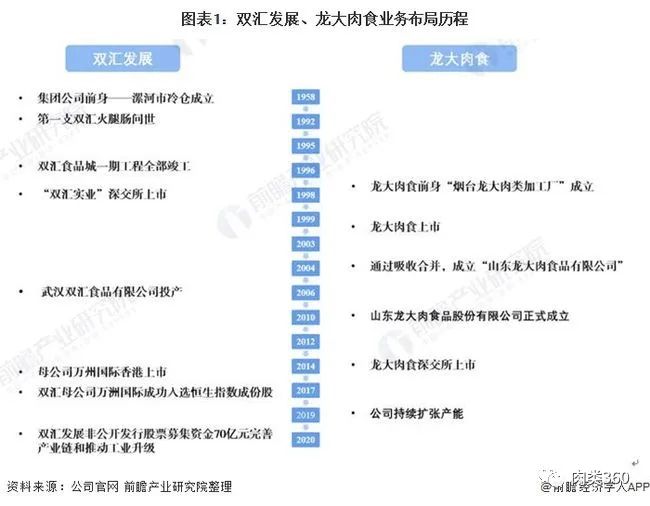 图表1：双汇发展、龙大肉食业务布局历程
双汇发展
龙大肉食
集团公司前身——漯河市冷仓成立
1958
第一支双汇火腿肠问世
1992
1995
双汇食品城一期工程全部竣工
1996
龙大肉食前身“烟台龙大肉类加工厂”成立
“双汇实业”深交所上市
1998
1999
龙大肉食上市
2003
2004
通过吸收合并，成立“山东龙大肉食品有限公司”
武汉双汇食品有限公司投产
2006
2010
山东龙大肉食品股份有限公司正式成立
2012
母公司万州国际香港上市
2014
龙大肉食深交所上市
双汇母公司万洲国际成功入选恒生指数成份股
2017
2019
公司持续扩张产能
双汇发展非公开发行股票募集资金70亿元完善
产业链和推动工业升级
2020
资料来源：公司官网 前瞻产业研究院整理
肉类360
@前瞻经济学人APP
前瞻产业研究院